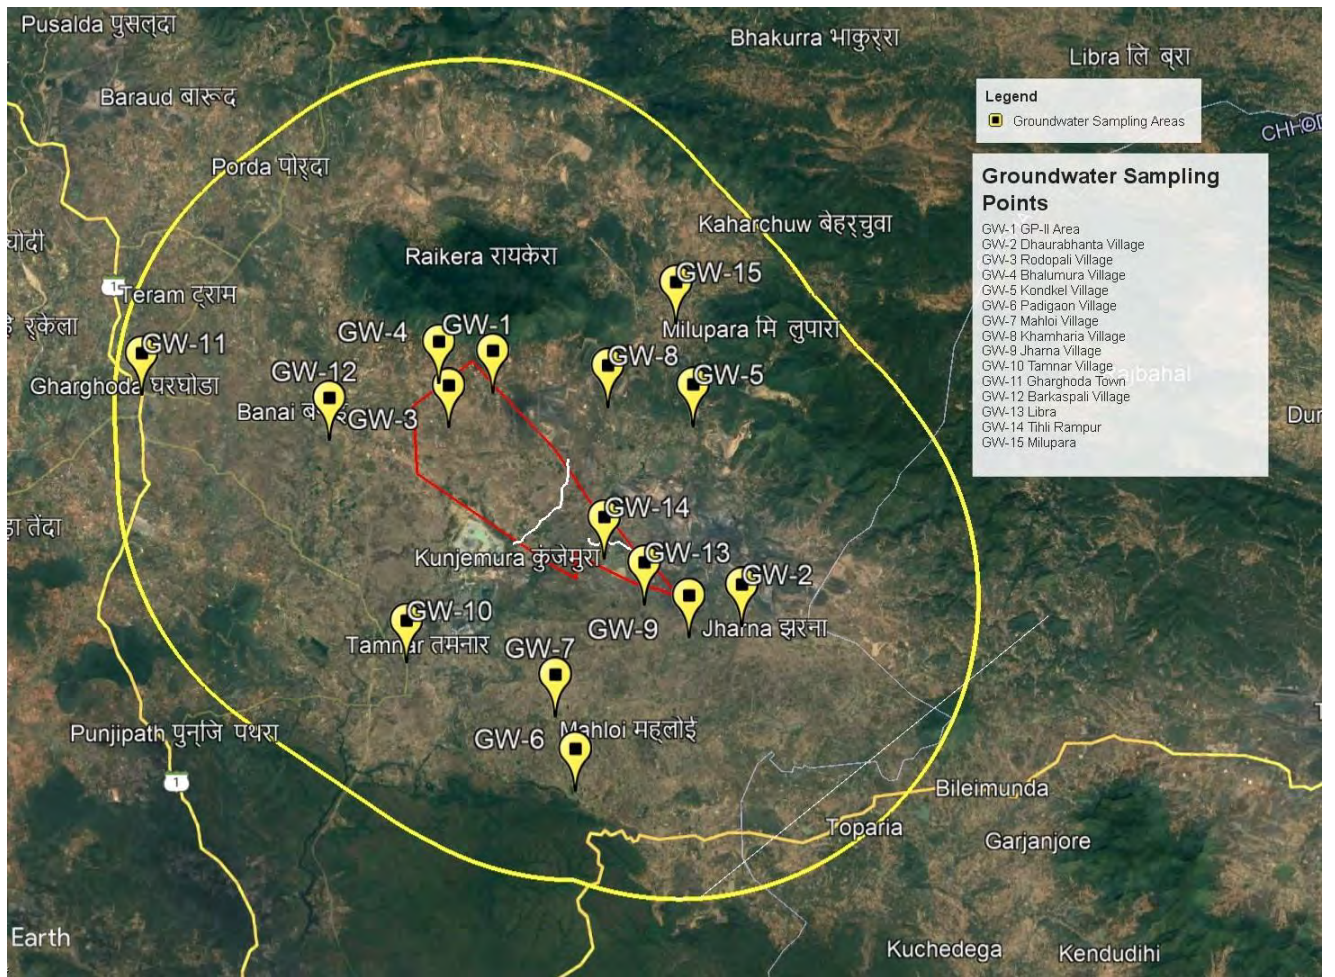 Pusalda पुसल्दा
Bhakurra भाकुर्रा
Libra लि ब्रा
Baraud बारूद
Legend
Groundwater Sampling Areas
Porda पोर्दा
Groundwater Sampling
Points
GW-1 GP-II Area
GW-2 Dhaurabhanta Village
GW-3 Rodopali Village
GW-4 Bhalumura Village
GW-5 Kondkel Village
GW-6 Padigaon Village
GW-7 Mahloi Village
GW-8 Khamharia Village
GW-9 Jharna Village
GW-10 Tamnar Village
GW-11 Gharghoda Town
GW-12 Barkaspali Village
GW-13 Libra
GW-14 Tihli Rampur
GW-15 Milupara
Kaharchuw बेहर्चुवा
Raikera रायकेरा
GW-15
1
Teram ट्राम
Milupara मि लुपारा
GW-4
GW-1
GW-11
GW-8
GW-12
GW-5
Gharghoda घरघोडा
Banai
GW-3
GW-14
Kunjemura कुंजेमुरा
GW-13
GW-2
GW-10
GW-9
Jharna झरना
Tamnar तमनार
GW-7
Punjipath पुन्जि पथरा
GW-6
Mahloi महलोई
1
Bileimunda
Toparia
Garjanjore
Earth
Kuchedega
Kendudihi